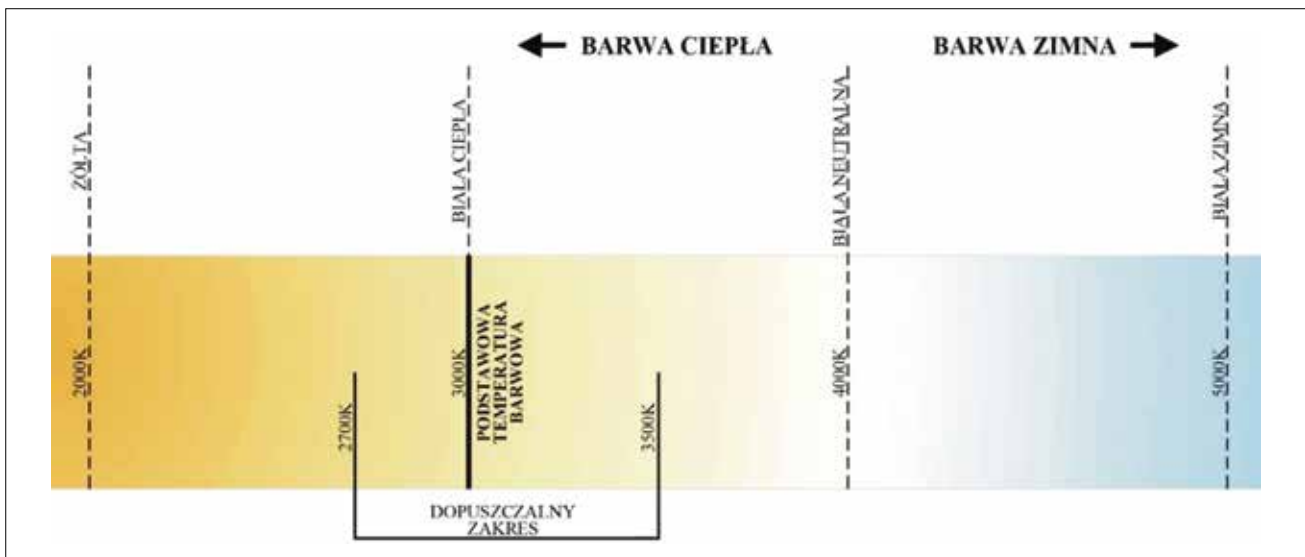 BARWA CIEPŁA
BARWA ZIMNA
ŻÓŁTA
BIAŁA CIEPŁA
BIAŁA NEUTRALNA
BIAŁA ZIMNA
2000K
2700K
3000K
PODSTAWOWA
TEMPERATURA
BARWOWA
3500K
4000K
5000K
DOPUSZCZALNY
ZAKRES